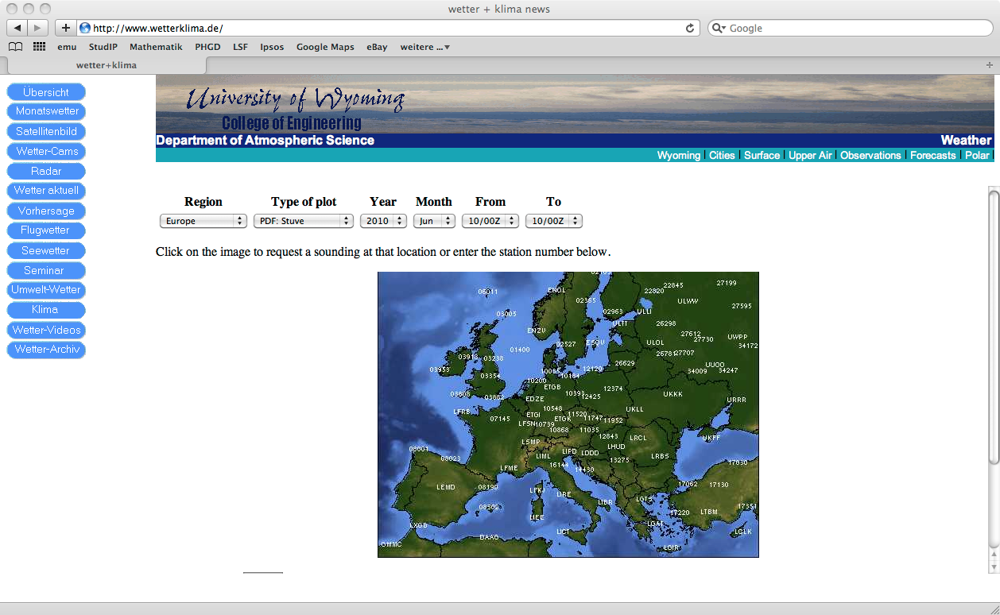 wetter + klima news
http://www.wetterklima.de/
Google
emu StudIP Mathematik PHGD LSF Ipsos Google Maps eBay weitere ...
wetter+klima
Übersicht
Monatswetter
Satellitenbild
Wetter-Cams
Radar
Wetter aktuell
Vorhersage
Flugwetter
Seewetter
Seminar
Umwelt-Wetter
Klima
Wetter-Videos
Wetter-Archiv
University of Wyoming
College of Engineering
Department of Atmospheric Science Weather
Wyoming | Cities | Surface | Upper Air | Observations | Forecasts | Polar |
Region Type of plot Year Month From To
Europe PDF: Stuve 2010 Jun 10/00Z 10/00Z
Click on the image to request a sounding at that location or enter the station number below.
22845 27199
06011 ENOL 22820
02365 ULWW 27595
03005 02963 ULLI
ENZV ULTT 26298
27612 UWPP
01400 02527 ESQV ULOL 27730 34172
03918 03238 26781 27707
03953 26629 UUOO
03354 10184 12120 34009 34247
10200 ETGB 12374
03808 03882 EDZE 10393 12425 UKKK URRR
LFRB 10548 UKLL
07145 ETGI ETGK 11520 11747 11952
LFSN 10739
10868 11035 12843 LRCL UKFF
LSMP LHUD
08001 LIML LIPD LDDD LRBS
08023 13275 17030
LFME 16144 14430
LEMD 08190 LFKJ LIRE 17062 17130
08302 LIBR LGTS
LIEE 17220 LTBM 17351
LXGB LICT LGAT LCLK
GMMC DAAG LGIR